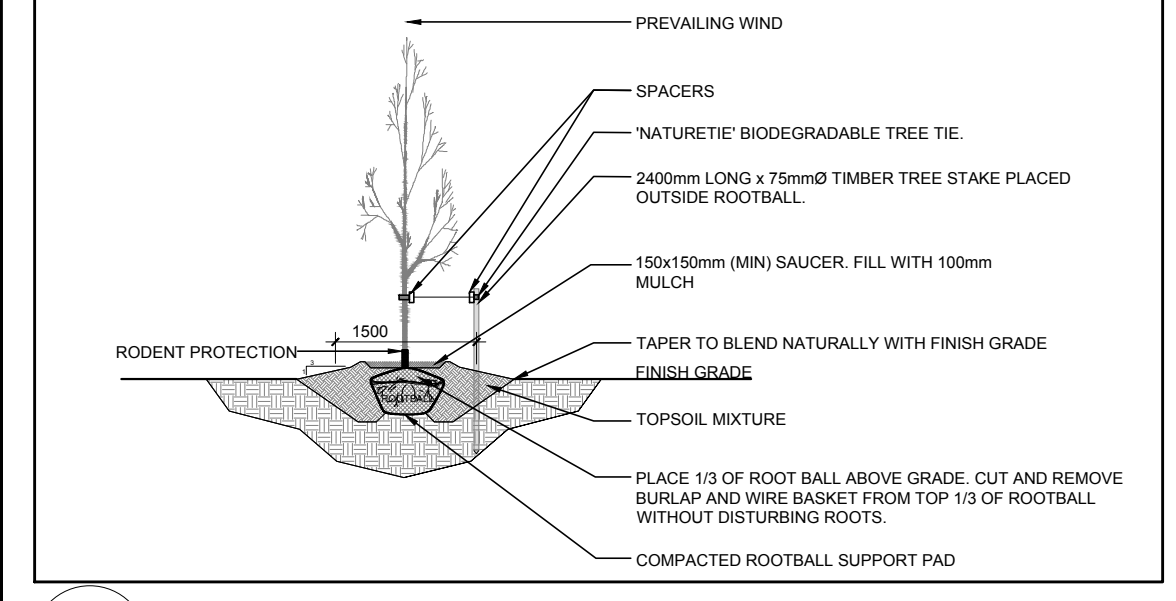 PREVAILING WIND
SPACERS
'NATURETIE' BIODEGRADABLE TREE TIE.
2400mm LONG x 75mmØ TIMBER TREE STAKE PLACED
OUTSIDE ROOTBALL.
150x150mm (MIN) SAUCER. FILL WITH 100mm
MULCH
1500
RODENT PROTECTION
3
1
TAPER TO BLEND NATURALLY WITH FINISH GRADE
FINISH GRADE
ROOTBALL
TOPSOIL MIXTURE
PLACE 1/3 OF ROOT BALL ABOVE GRADE. CUT AND REMOVE
BURLAP AND WIRE BASKET FROM TOP 1/3 OF ROOTBALL
WITHOUT DISTURBING ROOTS.
COMPACTED ROOTBALL SUPPORT PAD